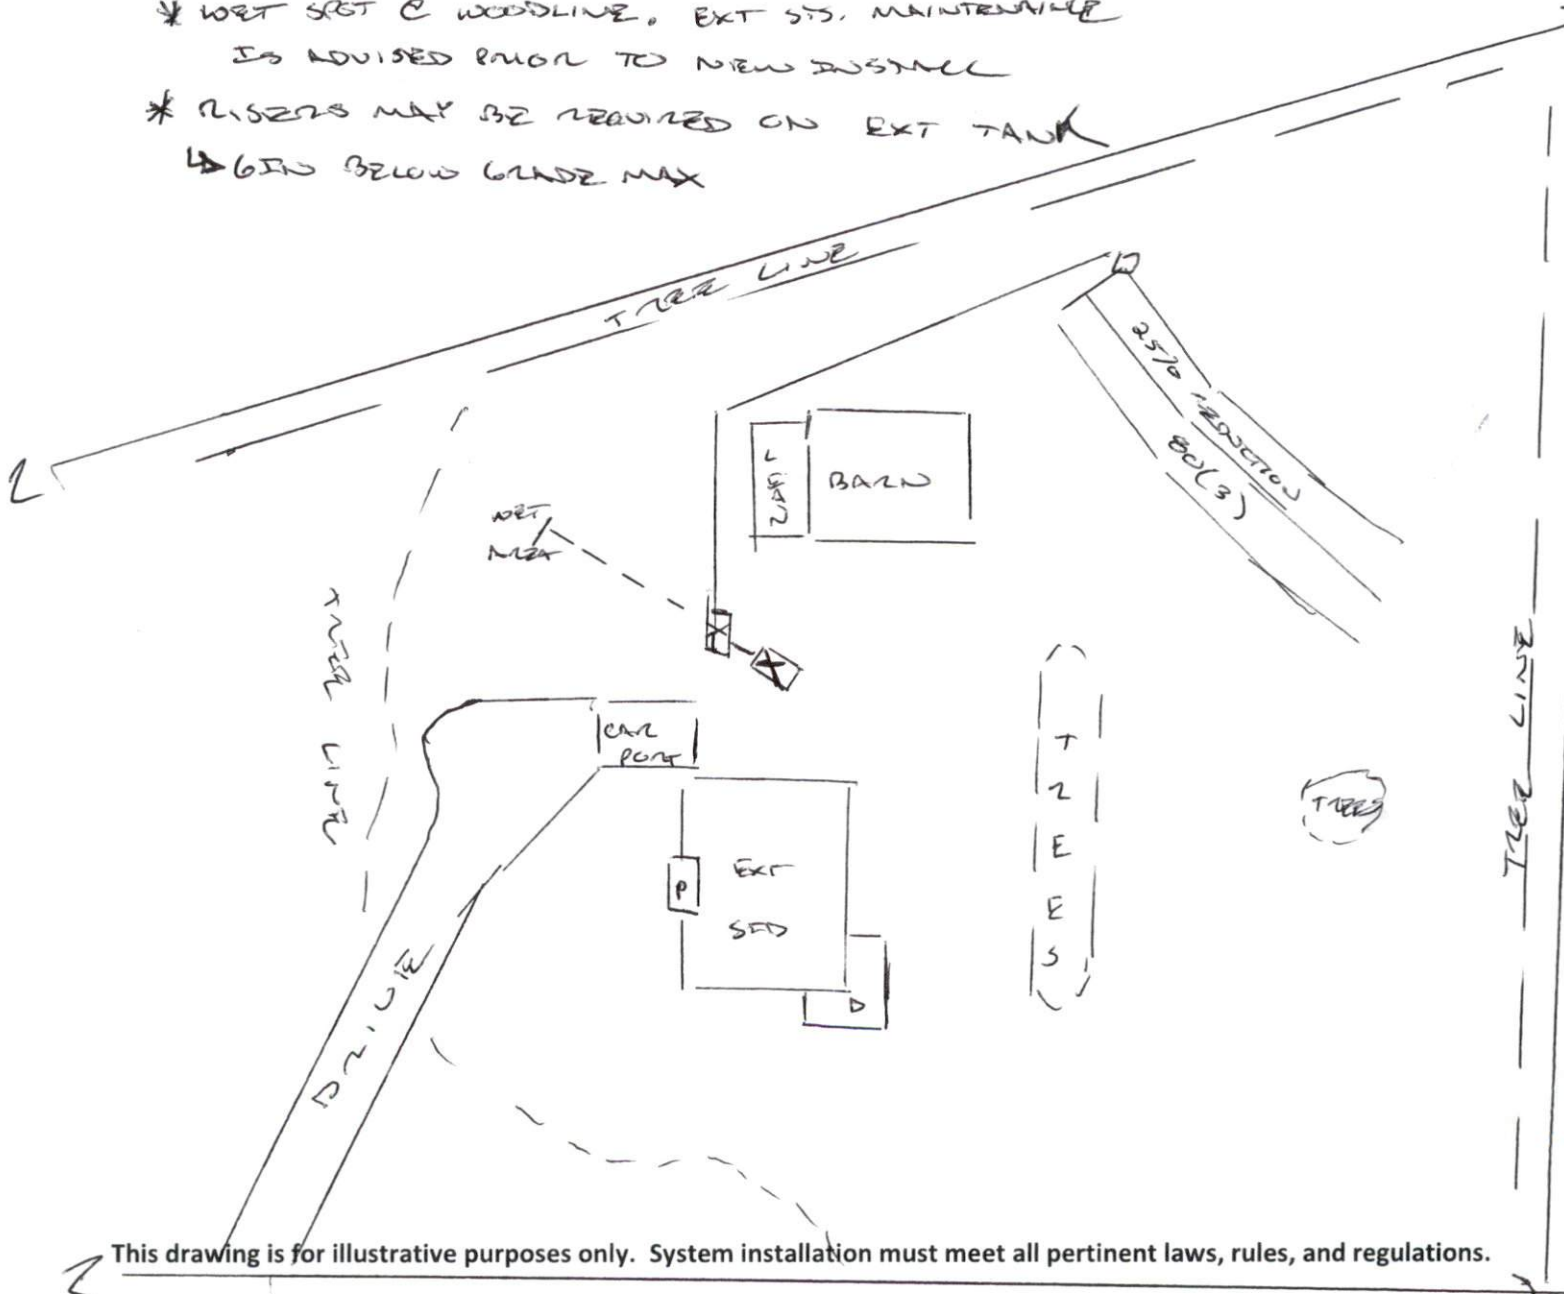 * WET SPOT @ WOODLINE. EXT SYS. MAINTENANCE
IS ADVISED PRIOR TO NEW INSTALL
* RISERS MAY BE REQUIRED ON EXT TANK
↳ 6IN BELOW GRADE MAX
TREE LINE
25% REDUCTION
80(3)
BARN
WET
AREA
TREE LINE
CAR
PORT
TREES
TREES
TREE LINE
P
EXT
SFD
D
DRIVE
This drawing is for illustrative purposes only. System installation must meet all pertinent laws, rules, and regulations.